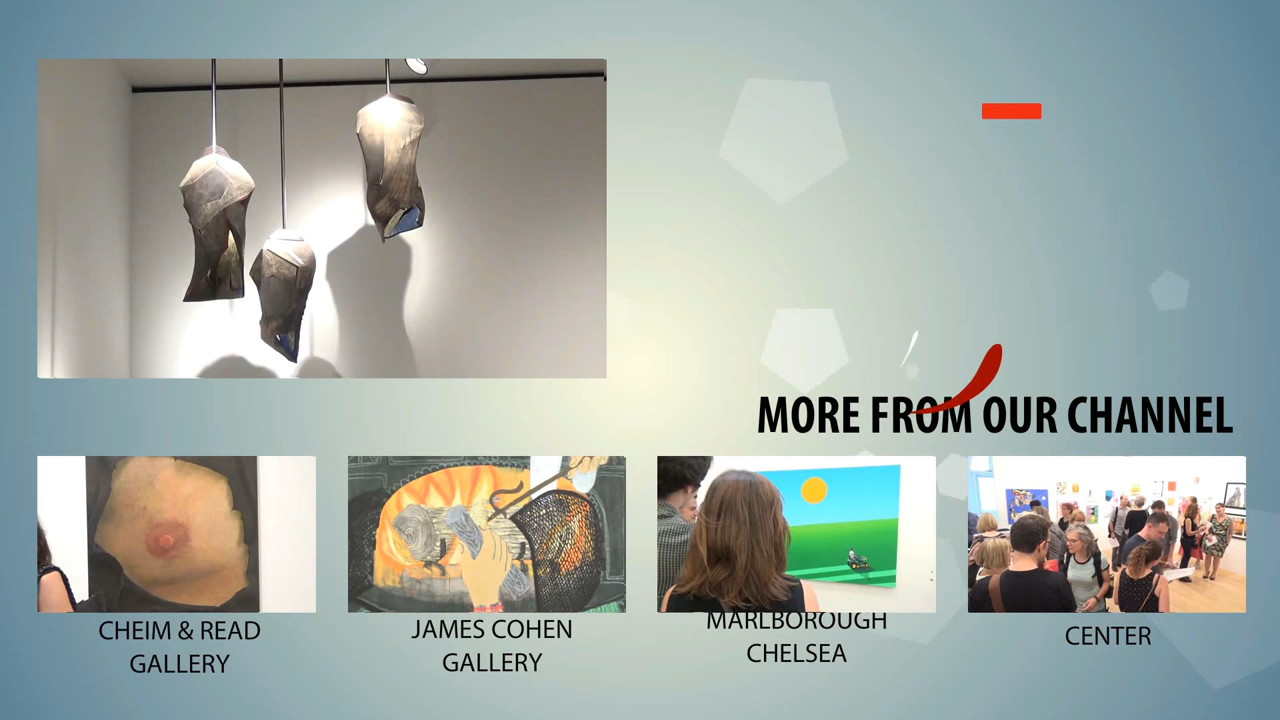 MORE FROM OUR CHANNEL
CHEIM & READ
GALLERY
JAMES COHEN
GALLERY
MARLBOROUGH
CHELSEA
CENTER